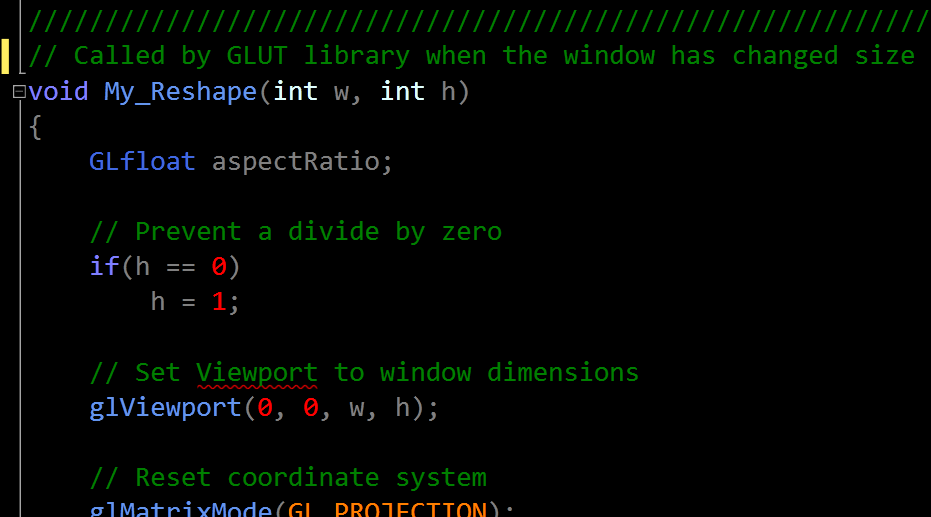 ////////////////////////////////////////////////////////////
// Called by GLUT library when the window has changed size
void My_Reshape(int w, int h)
{
    GLfloat aspectRatio;
    // Prevent a divide by zero
    if(h == 0)
        h = 1;
    // Set Viewport to window dimensions
    glViewport(0, 0, w, h);
    // Reset coordinate system
    glMatrixMode(GL_PROJECTION);